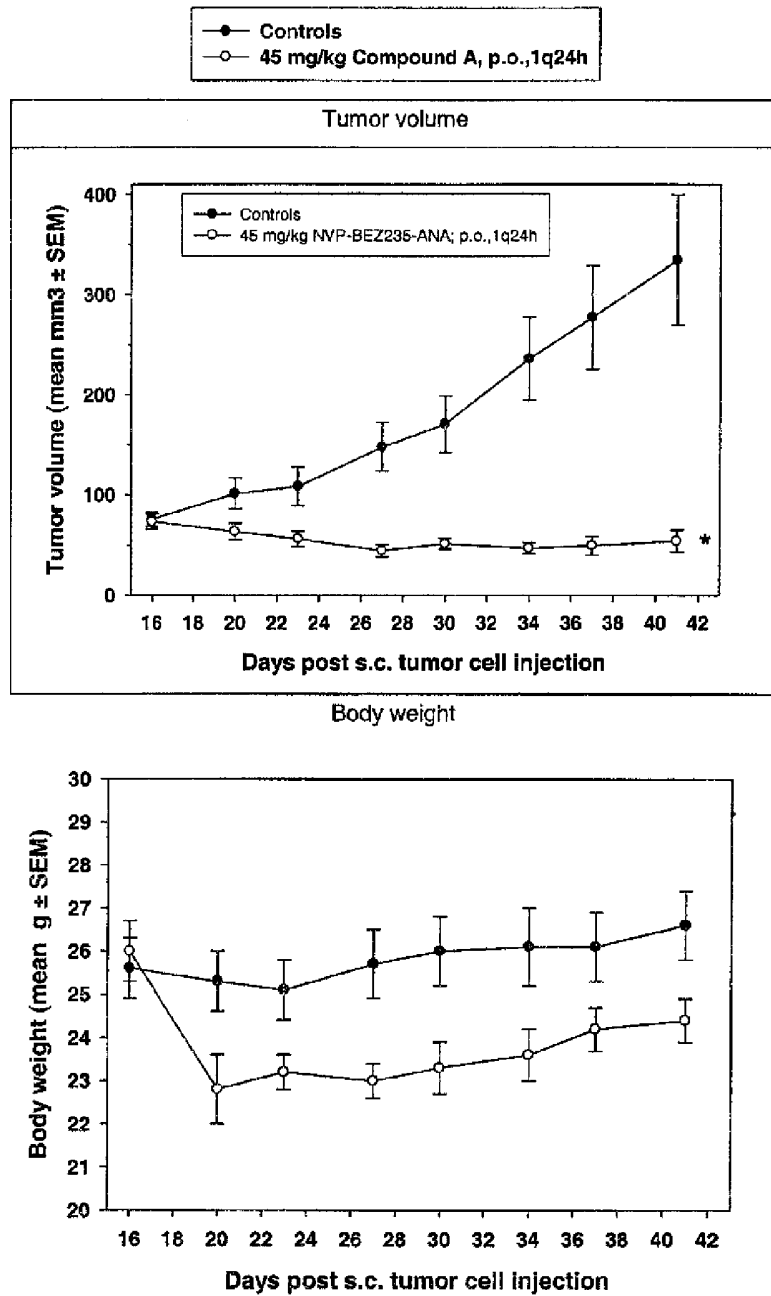 Controls
45 mg/kg Compound A, p.o.,1q24h
Tumor volume
Controls
45 mg/kg NVP-BEZ235-ANA; p.o.,1q24h
400
300
200
100
0
Tumor volume (mean mm3 ± SEM)
*
16 18 20 22 24 26 28 30 32 34 36 38 40 42
Days post s.c. tumor cell injection
Body weight
30
29
28
27
26
25
24
23
22
21
20
Body weight (mean g ± SEM)
16 18 20 22 24 26 28 30 32 34 36 38 40 42
Days post s.c. tumor cell injection